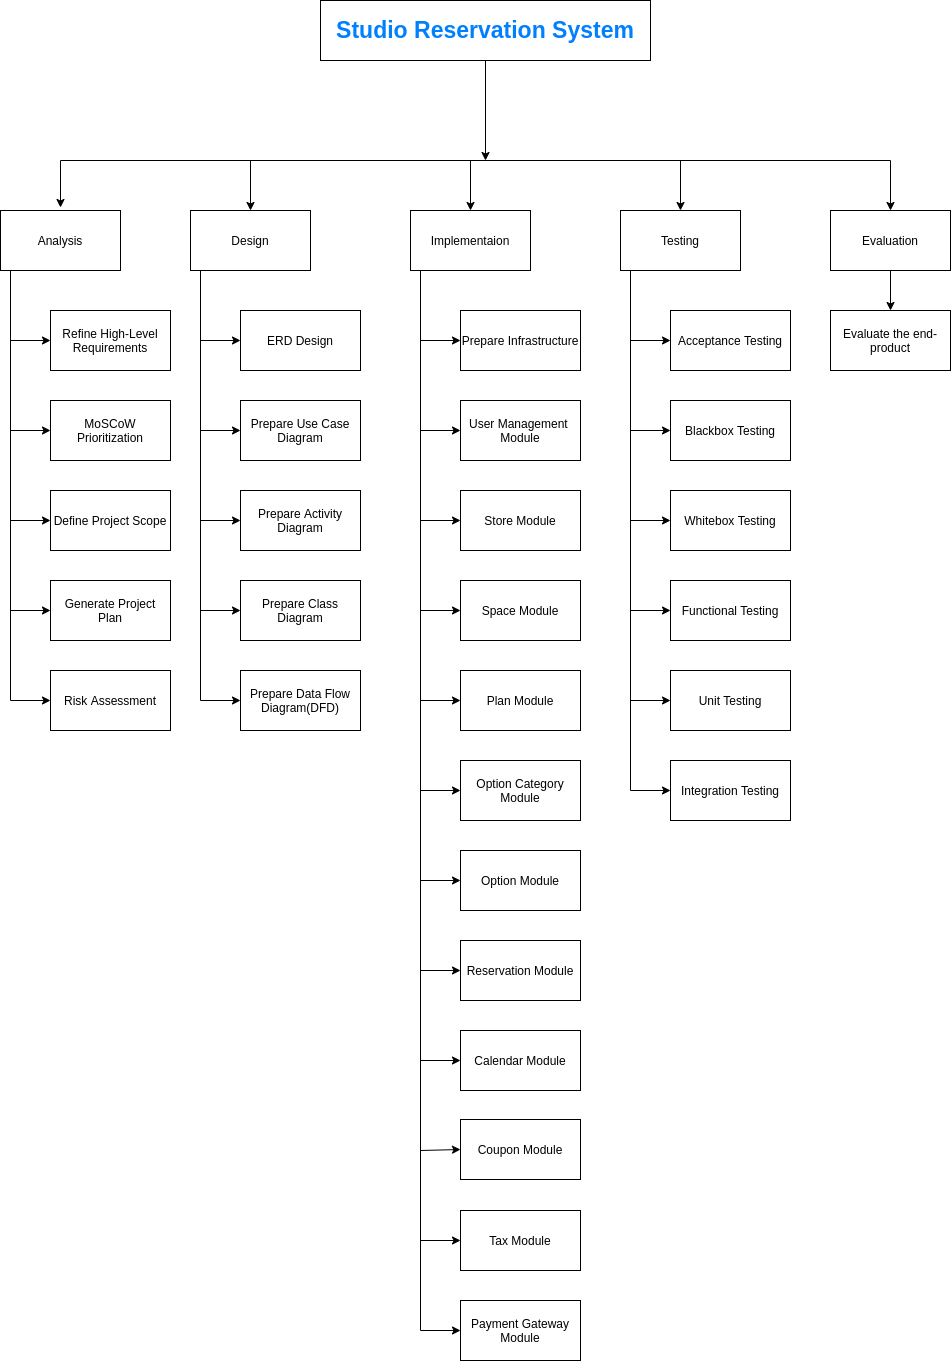 Studio Reservation System
Analysis
Design
Implementaion
Testing
Evaluation
Refine High-Level
Requirements
MoSCoW
Prioritization
Define Project Scope
Generate Project
Plan
Risk Assessment
ERD Design
Prepare Use Case
Diagram
Prepare Activity
Diagram
Prepare Class
Diagram
Prepare Data Flow
Diagram(DFD)
Prepare Infrastructure
User Management
Module
Store Module
Space Module
Plan Module
Option Category
Module
Option Module
Reservation Module
Calendar Module
Coupon Module
Tax Module
Payment Gateway
Module
Acceptance Testing
Blackbox Testing
Whitebox Testing
Functional Testing
Unit Testing
Integration Testing
Evaluate the end-
product